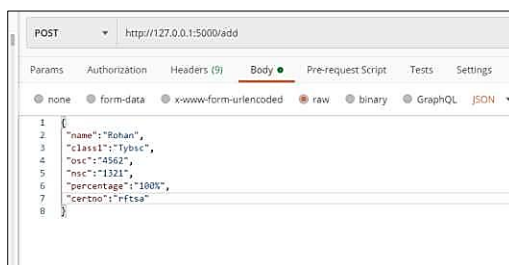 POST http://127.0.0.1:5000/add
Params Authorization Headers (9) Body Pre-request Script Tests Settings
none form-data x-www-form-urlencoded raw binary GraphQL JSON
1 {
2 "name":"Rohan",
3 "class1":"Tybsc",
4 "osc":"4562",
5 "nsc":"1321",
6 "percentage":"100%",
7 "certno":"rftsa"
8 }